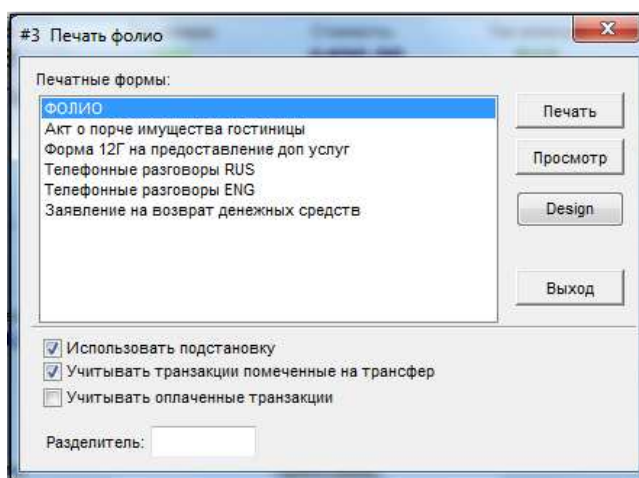 #3 Печать фолио
Печатные формы:
ФОЛИО
Акт о порче имущества гостиницы
Форма 12Г на предоставление доп услуг
Телефонные разговоры RUS
Телефонные разговоры ENG
Заявление на возврат денежных средств
Печать
Просмотр
Design
Выход
Использовать подстановку
Учитывать транзакции помеченные на трансфер
Учитывать оплаченные транзакции
Разделитель: